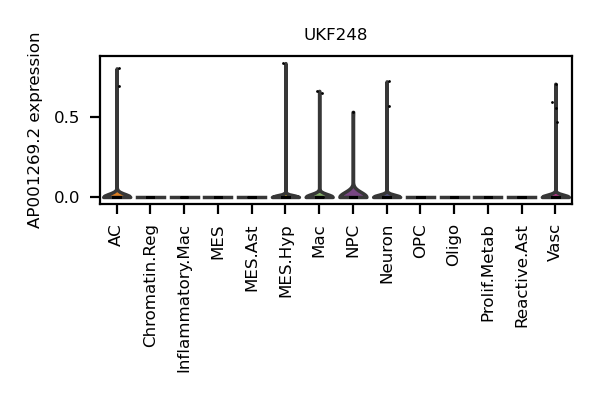 UKF248
AP001269.2 expression
0.5
0.0
AC
Chromatin.Reg
Inflammatory.Mac
MES
MES.Ast
MES.Hyp
Mac
NPC
Neuron
OPC
Oligo
Prolif.Metab
Reactive.Ast
Vasc